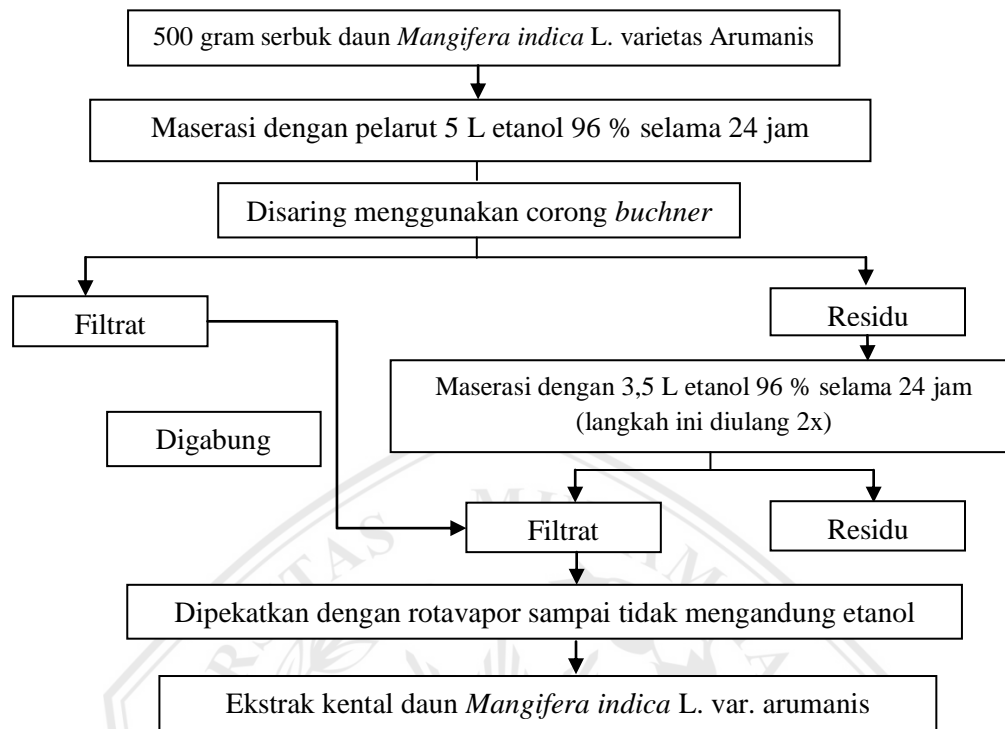 500 gram serbuk daun Mangifera indica L. varietas Arumanis
Maserasi dengan pelarut 5 L etanol 96 % selama 24 jam
Disaring menggunakan corong buchner
Filtrat
Residu
Maserasi dengan 3,5 L etanol 96 % selama 24 jam
(langkah ini diulang 2x)
Digabung
Filtrat
Residu
Dipekatkan dengan rotavapor sampai tidak mengandung etanol
Ekstrak kental daun Mangifera indica L. var. arumanis